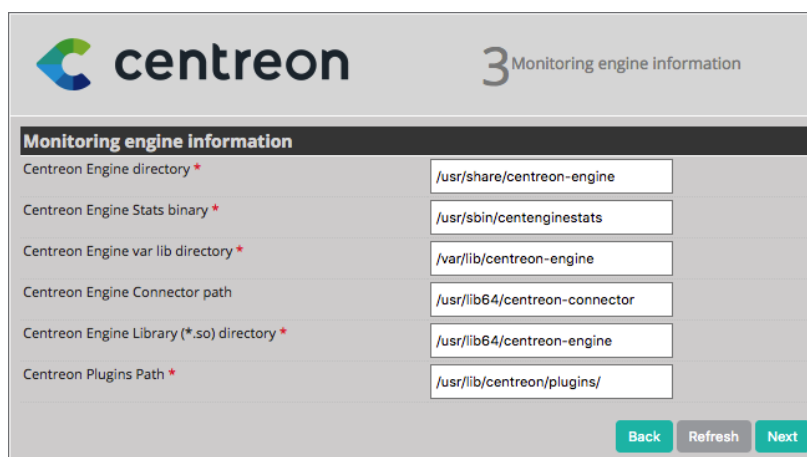 centreon
3 Monitoring engine information
Monitoring engine information
Centreon Engine directory * /usr/share/centreon-engine
Centreon Engine Stats binary * /usr/sbin/centenginestats
Centreon Engine var lib directory * /var/lib/centreon-engine
Centreon Engine Connector path /usr/lib64/centreon-connector
Centreon Engine Library (*.so) directory * /usr/lib64/centreon-engine
Centreon Plugins Path * /usr/lib/centreon/plugins/
Back Refresh Next